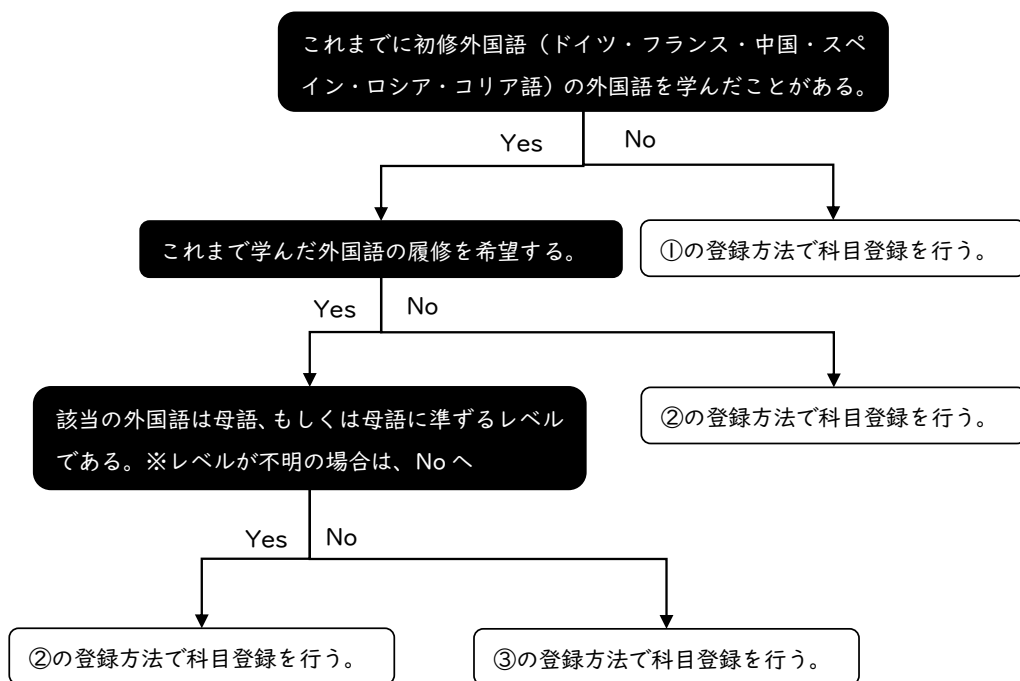 これまでに初修外国語（ドイツ・フランス・中国・スペ
イン・ロシア・コリア語）の外国語を学んだことがある。
Yes
No
これまで学んだ外国語の履修を希望する。
①の登録方法で科目登録を行う。
Yes
No
該当の外国語は母語、もしくは母語に準ずるレベル
である。※レベルが不明の場合は、No へ
②の登録方法で科目登録を行う。
Yes
No
②の登録方法で科目登録を行う。
③の登録方法で科目登録を行う。